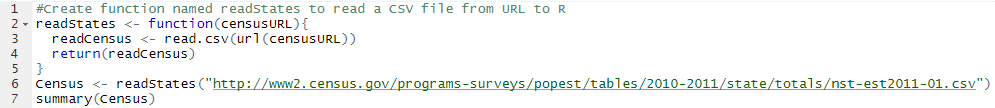 1 #Create function named readStates to read a CSV file from URL to R
2 readStates <- function(censusURL){
3 readCensus <- read.csv(url(censusURL))
4 return(readCensus)
5 }
6 Census <- readStates("http://www2.census.gov/programs-surveys/popest/tables/2010-2011/state/totals/nst-est2011-01.csv")
7 summary(Census)